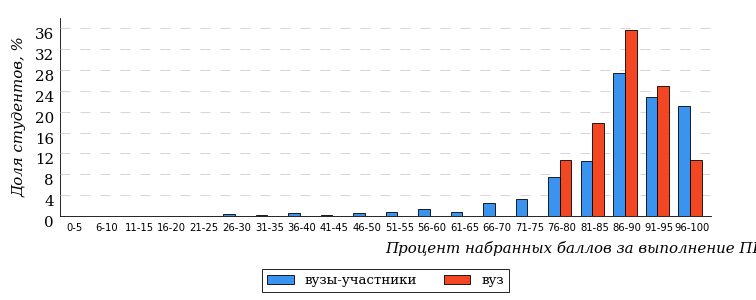 Доля студентов, %
36
32
28
24
20
16
12
8
4
0
0-5 6-10 11-15 16-20 21-25 26-30 31-35 36-40 41-45 46-50 51-55 56-60 61-65 66-70 71-75 76-80 81-85 86-90 91-95 96-100
Процент набранных баллов за выполнение
вузы-участники вуз